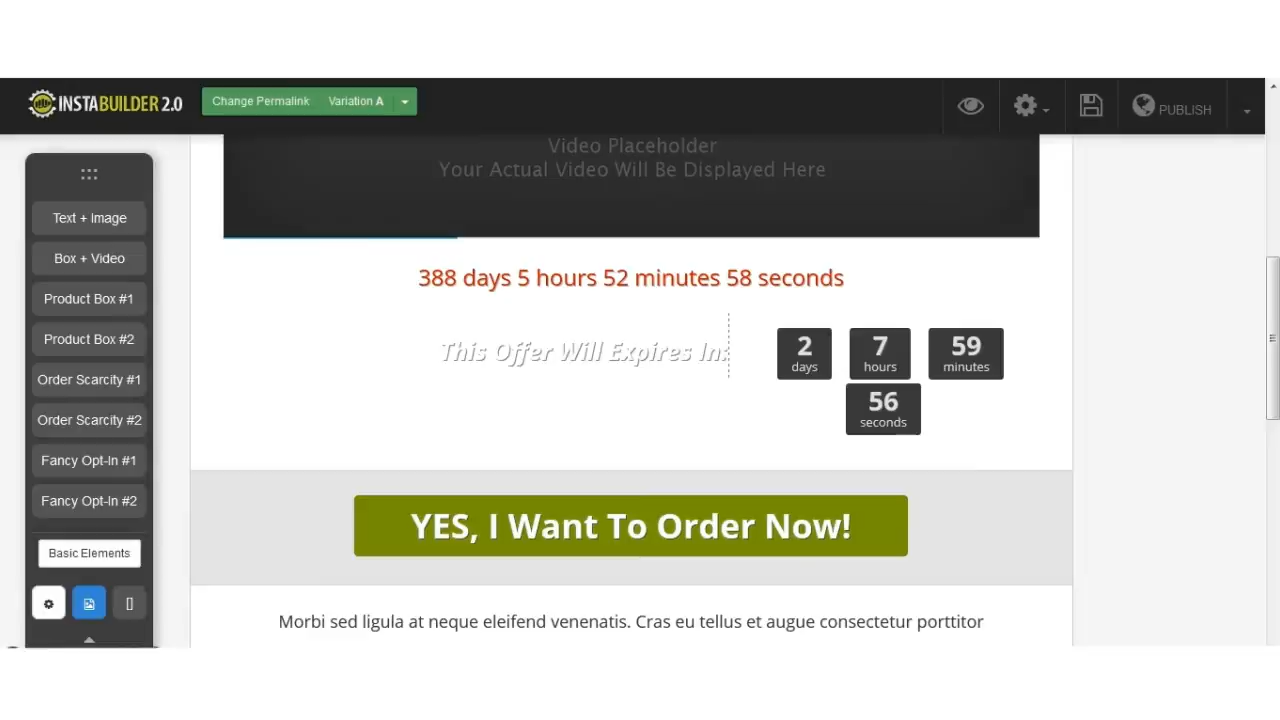 INSTABUILDER 2.0
Change Permalink Variation A
PUBLISH
Text + Image
Box + Video
Product Box #1
Product Box #2
Order Scarcity #1
Order Scarcity #2
Fancy Opt-In #1
Fancy Opt-In #2
Basic Elements
[]
Video Placeholder
Your Actual Video Will Be Displayed Here
388 days 5 hours 52 minutes 58 seconds
This Offer Will Expires In:
2 7 59
days hours minutes
56
seconds
YES, I Want To Order Now!
Morbi sed ligula at neque eleifend venenatis. Cras eu tellus et augue consectetur porttitor